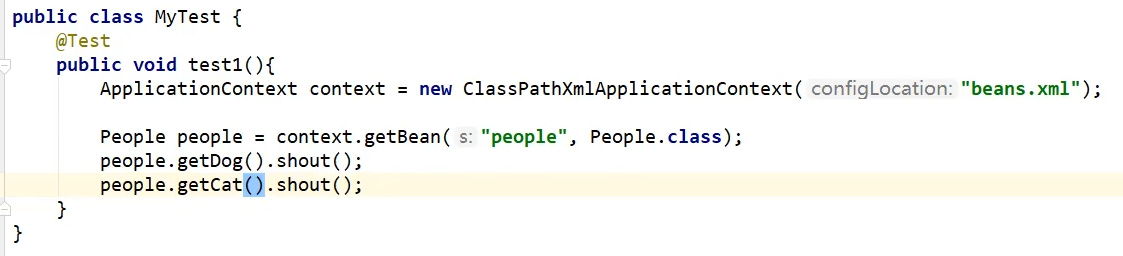 public class MyTest {
@Test
public void test1(){
ApplicationContext context = new ClassPathXmlApplicationContext( configLocation: "beans.xml");
People people = context.getBean( s: "people", People.class);
people.getDog().shout();
people.getCat().shout();
}
}